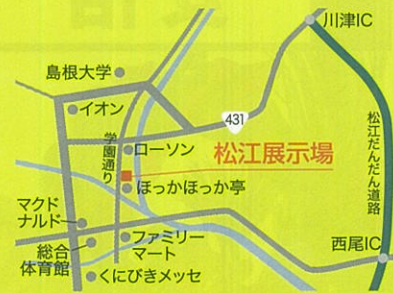 川津IC
島根大学
イオン
431
学園通り
ローソン
松江展示場
松江だんだん道路
ほっかほっか亭
マクド
ナルド
ファミリー
マート
総合
体育館
西尾IC
くにびきメッセ